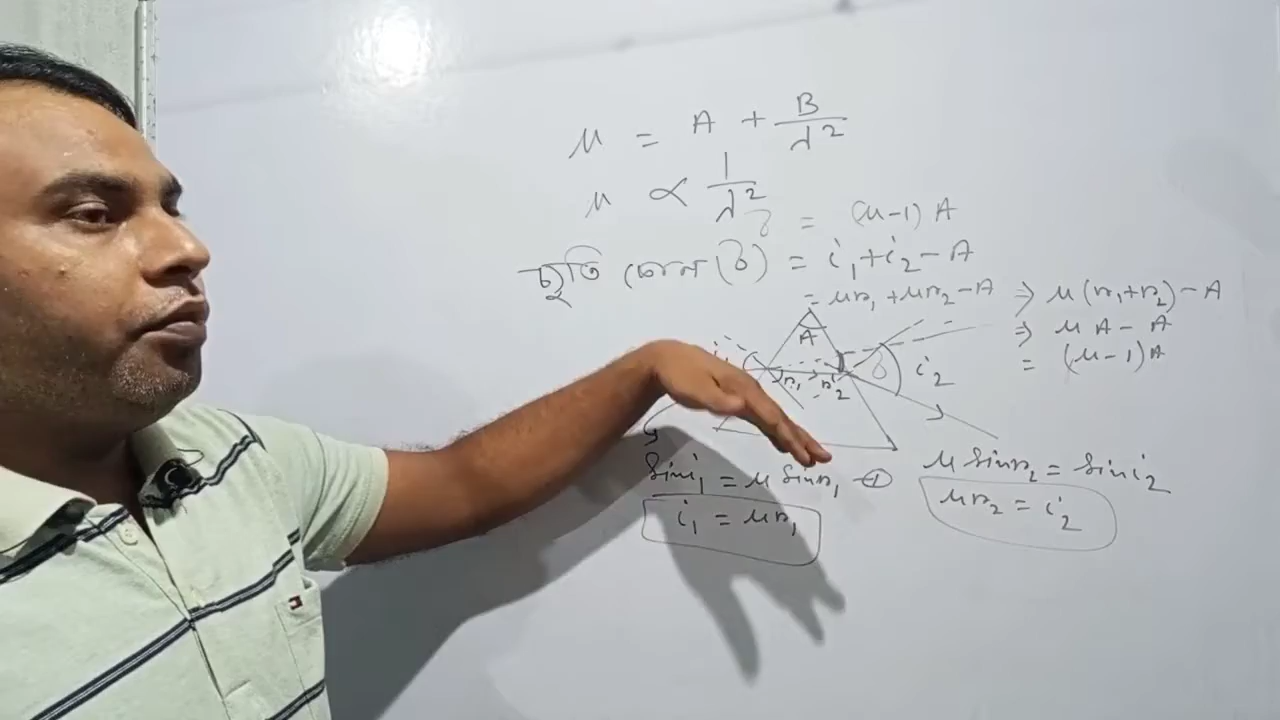 μ = A + B/λ²
μ ∝ 1/λ²
δ = (μ-1) A
চ্যুতি কোন (δ) = i₁+i₂-A
= μr₁+μr₂-A ⇒ μ(r₁+r₂)-A
⇒ μA-A
= (μ-1)A
A
r₁ r₂ δ i₂
sin i₁ = μ sin r₁ -①
i₁ = μr₁
μ sin r₂ = sin i₂
μr₂ = i₂